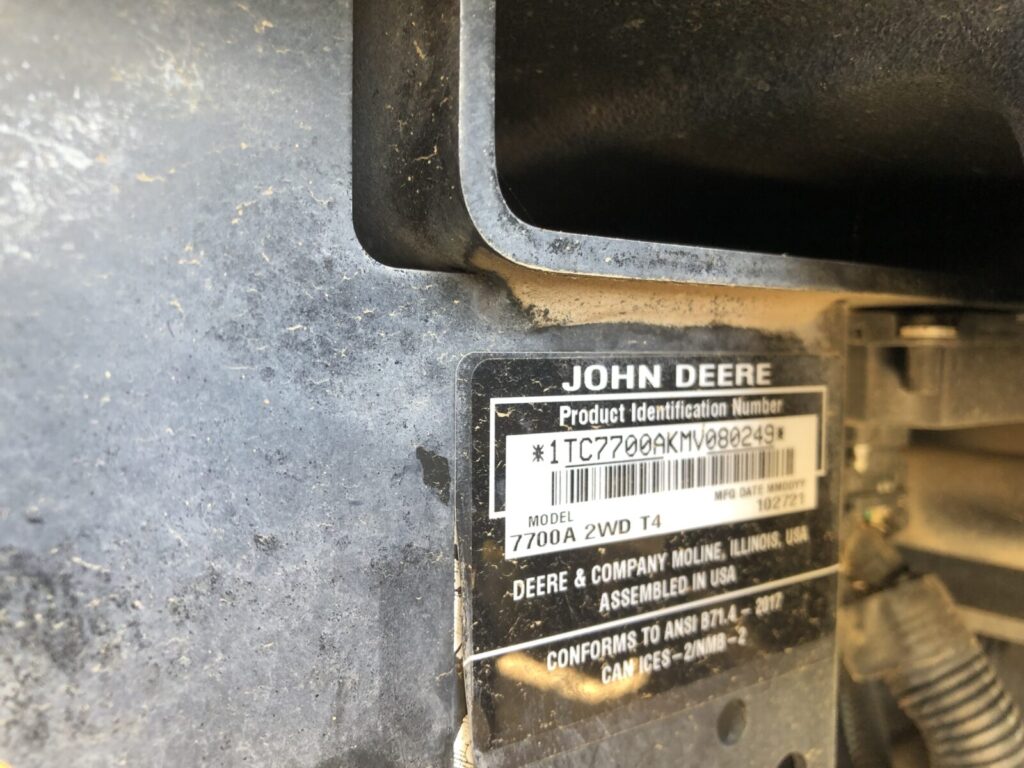 JOHN DEERE
Product Identification Number
*1TC7700AKMV080249*
MFG DATE MMDDYY
MODEL 102721
7700A 2WD T4
DEERE & COMPANY MOLINE, ILLINOIS, USA
ASSEMBLED IN USA
CONFORMS TO ANSI B71.4 - 2017
CAN ICES-2/NMB-2